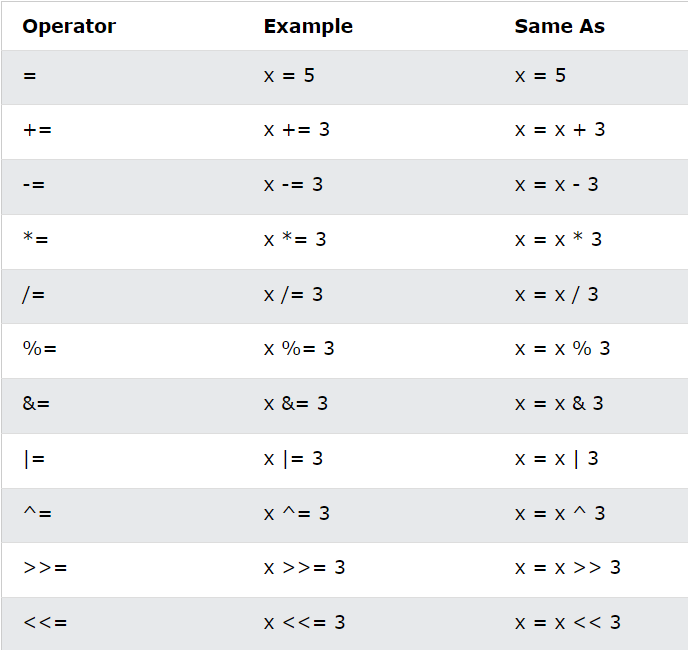 Operator Example Same As
= x = 5 x = 5
+= x += 3 x = x + 3
-= x -= 3 x = x - 3
*= x *= 3 x = x * 3
/= x /= 3 x = x / 3
%= x %= 3 x = x % 3
&= x &= 3 x = x & 3
|= x |= 3 x = x | 3
^= x ^= 3 x = x ^ 3
>>= x >>= 3 x = x >> 3
<<= x <<= 3 x = x << 3